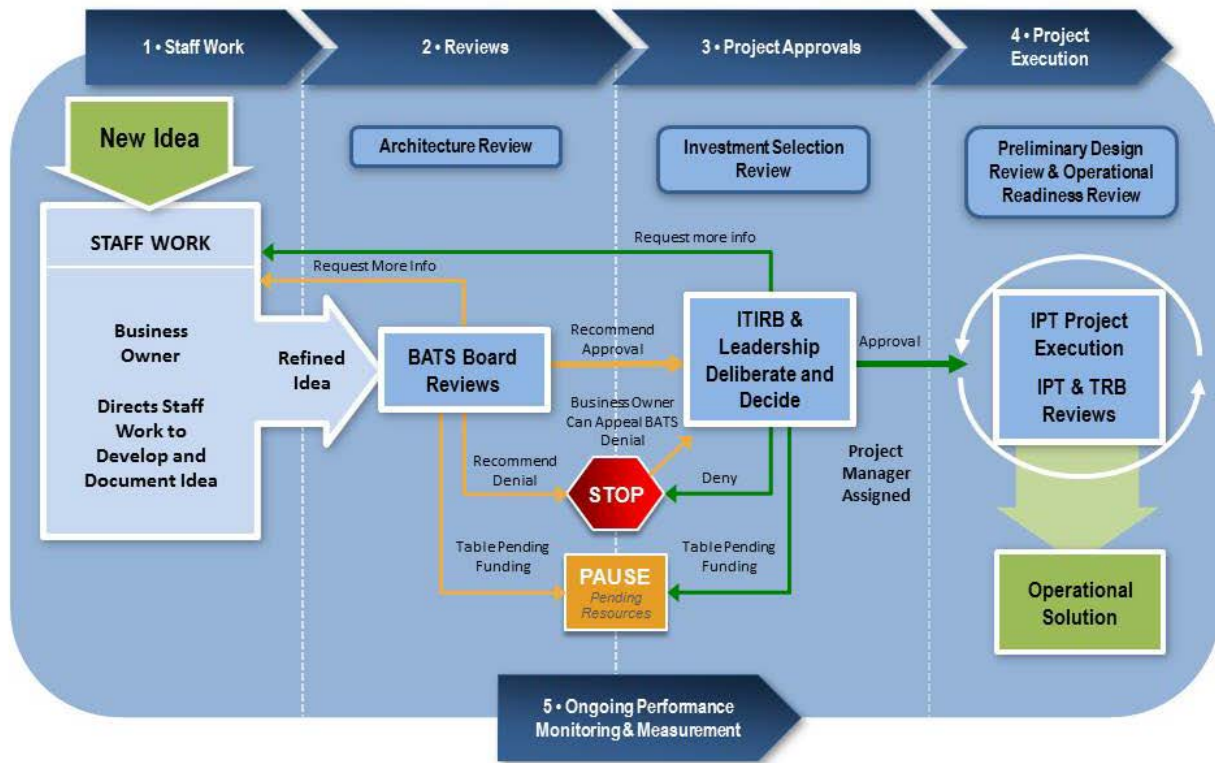 1 • Staff Work
2 • Reviews
3 • Project Approvals
4 • Project
Execution
New Idea
Architecture Review
Investment Selection
Review
Preliminary Design
Review & Operational
Readiness Review
STAFF WORK
Business
Owner
Directs Staff
Work to
Develop and
Document Idea
Request more info
Request More Info
Refined
Idea
BATS Board
Reviews
Recommend
Approval
ITIRB &
Leadership
Deliberate and
Decide
Approval
IPT Project
Execution
IPT & TRB
Reviews
Business Owner
Can Appeal BATS
Denial
Recommend
Denial
STOP
Deny
Project
Manager
Assigned
Table Pending
Funding
PAUSE
Pending
Resources
Table Pending
Funding
Operational
Solution
5 • Ongoing Performance
Monitoring & Measurement